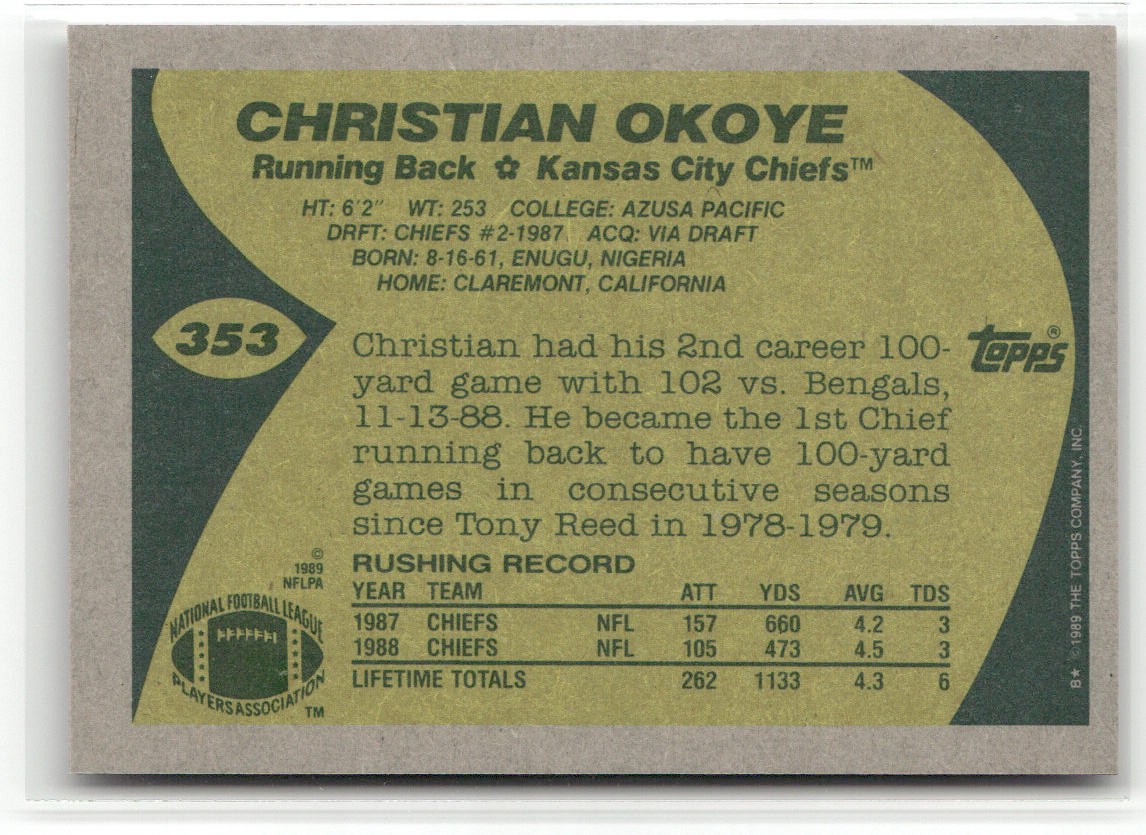 CHRISTIAN OKOYE
Running Back ✿ Kansas City Chiefs™
HT: 6'2" WT: 253 COLLEGE: AZUSA PACIFIC
DRFT: CHIEFS #2-1987 ACQ: VIA DRAFT
BORN: 8-16-61, ENUGU, NIGERIA
HOME: CLAREMONT, CALIFORNIA
353
Christian had his 2nd career 100-
yard game with 102 vs. Bengals,
11-13-88. He became the 1st Chief
running back to have 100-yard
games in consecutive seasons
since Tony Reed in 1978-1979.
Topps®
RUSHING RECORD
YEAR TEAM ATT YDS AVG TDS
1987 CHIEFS NFL 157 660 4.2 3
1988 CHIEFS NFL 105 473 4.5 3
LIFETIME TOTALS 262 1133 4.3 6
©
1989
NFLPA
NATIONAL FOOTBALL LEAGUE
PLAYERS ASSOCIATION
TM
B★ ©1989 THE TOPPS COMPANY, INC.